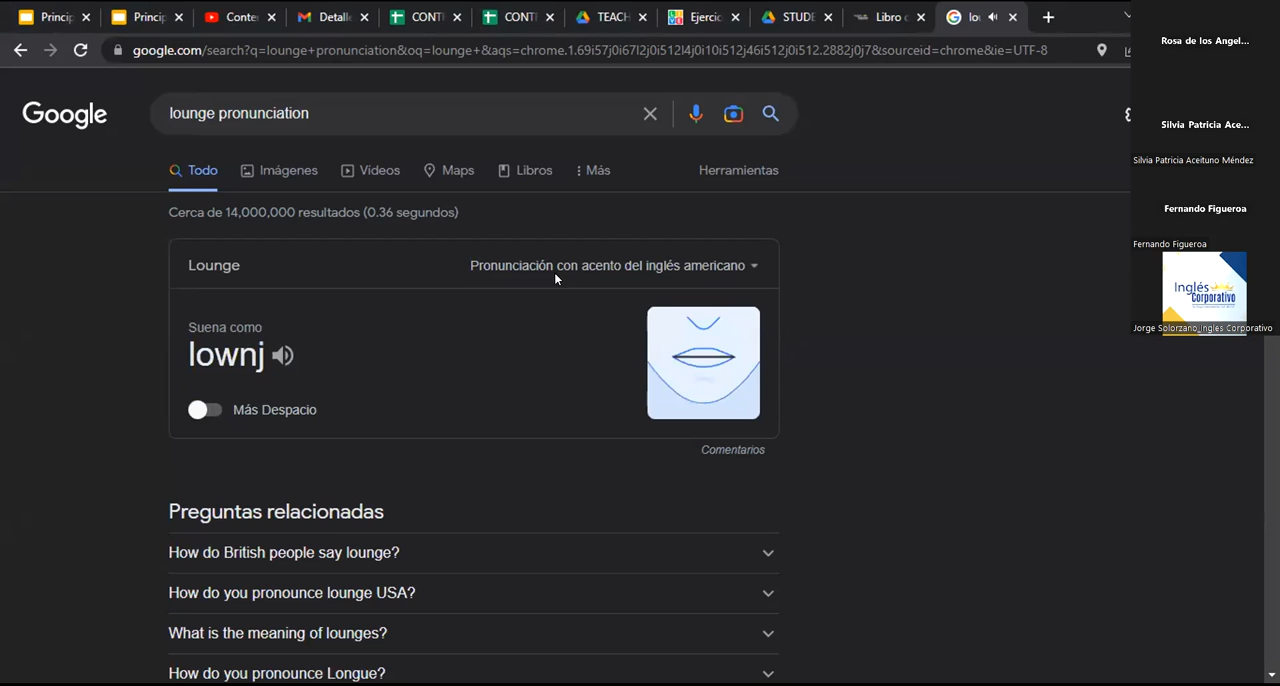 Princip
Princip
Conte
Detall
CONT
CONT
TEACH
Ejercic
STUDE
Libro
google.com/search?q=lounge+pronunciation&oq=lounge+&aqs=chrome.1.69i57j0i67l2j0i512l4j0i10i512j46i512j0i512.2882j0j7&sourceid=chrome&ie=UTF-8
Rosa de los Angel...
Google
lounge pronunciation
Silvia Patricia Ace...
Silvia Patricia Aceituno Méndez
Todo
Imágenes
Videos
Maps
Libros
Más
Herramientas
Cerca de 14,000,000 resultados (0.36 segundos)
Fernando Figueroa
Fernando Figueroa
Lounge
Pronunciación con acento del inglés americano
Inglés
Corporativo
Jorge Solorzano_Ingles Corporativo
Suena como
lownj
Más Despacio
Comentarios
Preguntas relacionadas
How do British people say lounge?
How do you pronounce lounge USA?
What is the meaning of lounges?
How do you pronounce Longue?